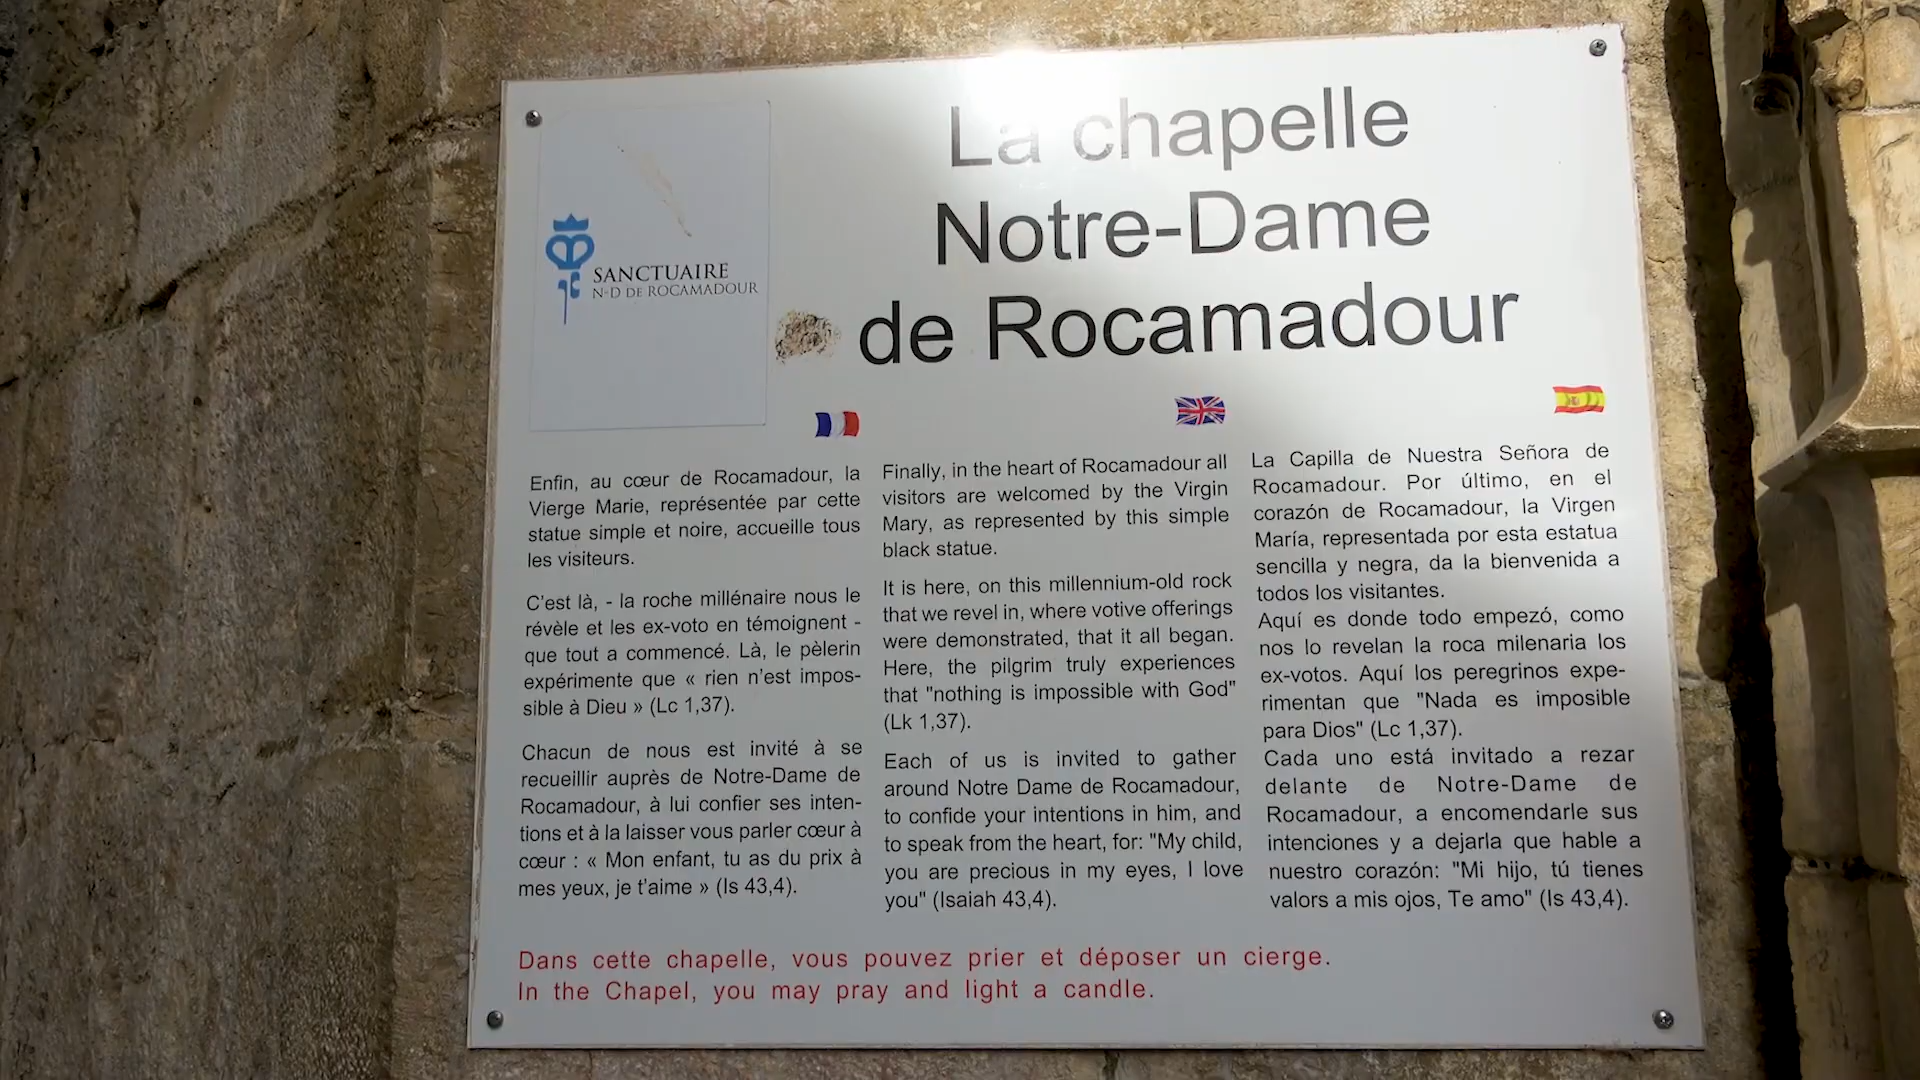 SANCTUAIRE
N-D DE ROCAMADOUR
La chapelle
Notre-Dame
de Rocamadour
Enfin, au cœur de Rocamadour, la
Vierge Marie, représentée par cette
statue simple et noire, accueille tous
les visiteurs.
C'est là, - la roche millénaire nous le
révèle et les ex-voto en témoignent -
que tout a commencé. Là, le pèlerin
expérimente que « rien n'est impos-
sible à Dieu » (Lc 1,37).
Chacun de nous est invité à se
recueillir auprès de Notre-Dame de
Rocamadour, à lui confier ses inten-
tions et à la laisser vous parler cœur à
cœur : « Mon enfant, tu as du prix à
mes yeux, je t'aime » (Is 43,4).
Finally, in the heart of Rocamadour all
visitors are welcomed by the Virgin
Mary, as represented by this simple
black statue.
It is here, on this millennium-old rock
that we revel in, where votive offerings
were demonstrated, that it all began.
Here, the pilgrim truly experiences
that "nothing is impossible with God"
(Lk 1,37).
Each of us is invited to gather
around Notre Dame de Rocamadour,
to confide your intentions in him, and
to speak from the heart, for: "My child,
you are precious in my eyes, I love
you" (Isaiah 43,4).
La Capilla de Nuestra Señora de
Rocamadour. Por último, en el
corazón de Rocamadour, la Virgen
María, representada por esta estatua
sencilla y negra, da la bienvenida a
todos los visitantes.
Aquí es donde todo empezó, como
nos lo revelan la roca milenaria los
ex-votos. Aquí los peregrinos expe-
rimentan que "Nada es imposible
para Dios" (Lc 1,37).
Cada uno está invitado a rezar
delante de Notre-Dame de
Rocamadour, a encomendarle sus
intenciones y a dejarla que hable a
nuestro corazón: "Mi hijo, tú tienes
valors a mis ojos, Te amo" (Is 43,4).
Dans cette chapelle, vous pouvez prier et déposer un cierge.
In the Chapel, you may pray and light a candle.